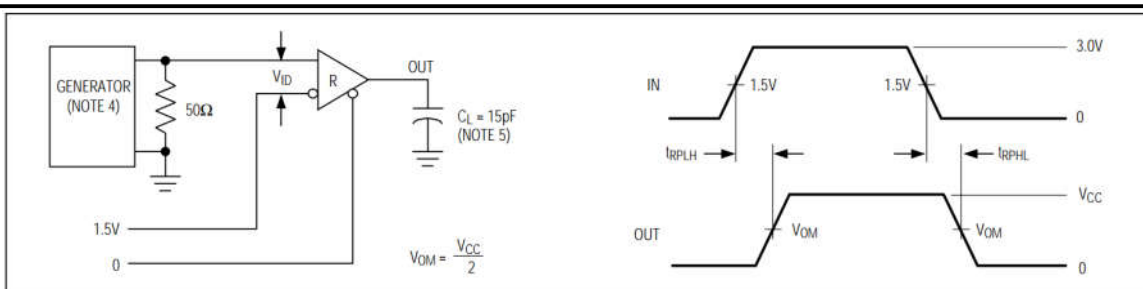 GENERATOR
(NOTE 4)
50Ω
VID
R
OUT
CL = 15pF
(NOTE 5)
1.5V
0
VOM = VCC
2
IN
1.5V
1.5V
3.0V
0
tRPLH
tRPHL
OUT
VOM
VOM
VCC
0